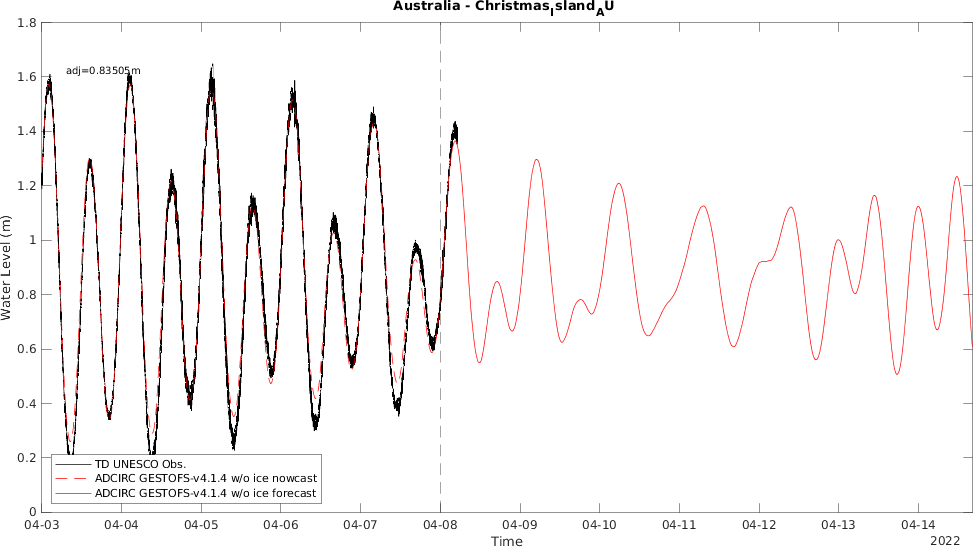 Australia - Christmas_Island_AU
adj=0.83505m
1.8
1.6
1.4
1.2
1
0.8
0.6
0.4
0.2
0
Water Level (m)
TD UNESCO Obs.
ADCIRC GESTOFS-v4.1.4 w/o ice nowcast
ADCIRC GESTOFS-v4.1.4 w/o ice forecast
04-03 04-04 04-05 04-06 04-07 04-08 04-09 04-10 04-11 04-12 04-13 04-14
Time
2022